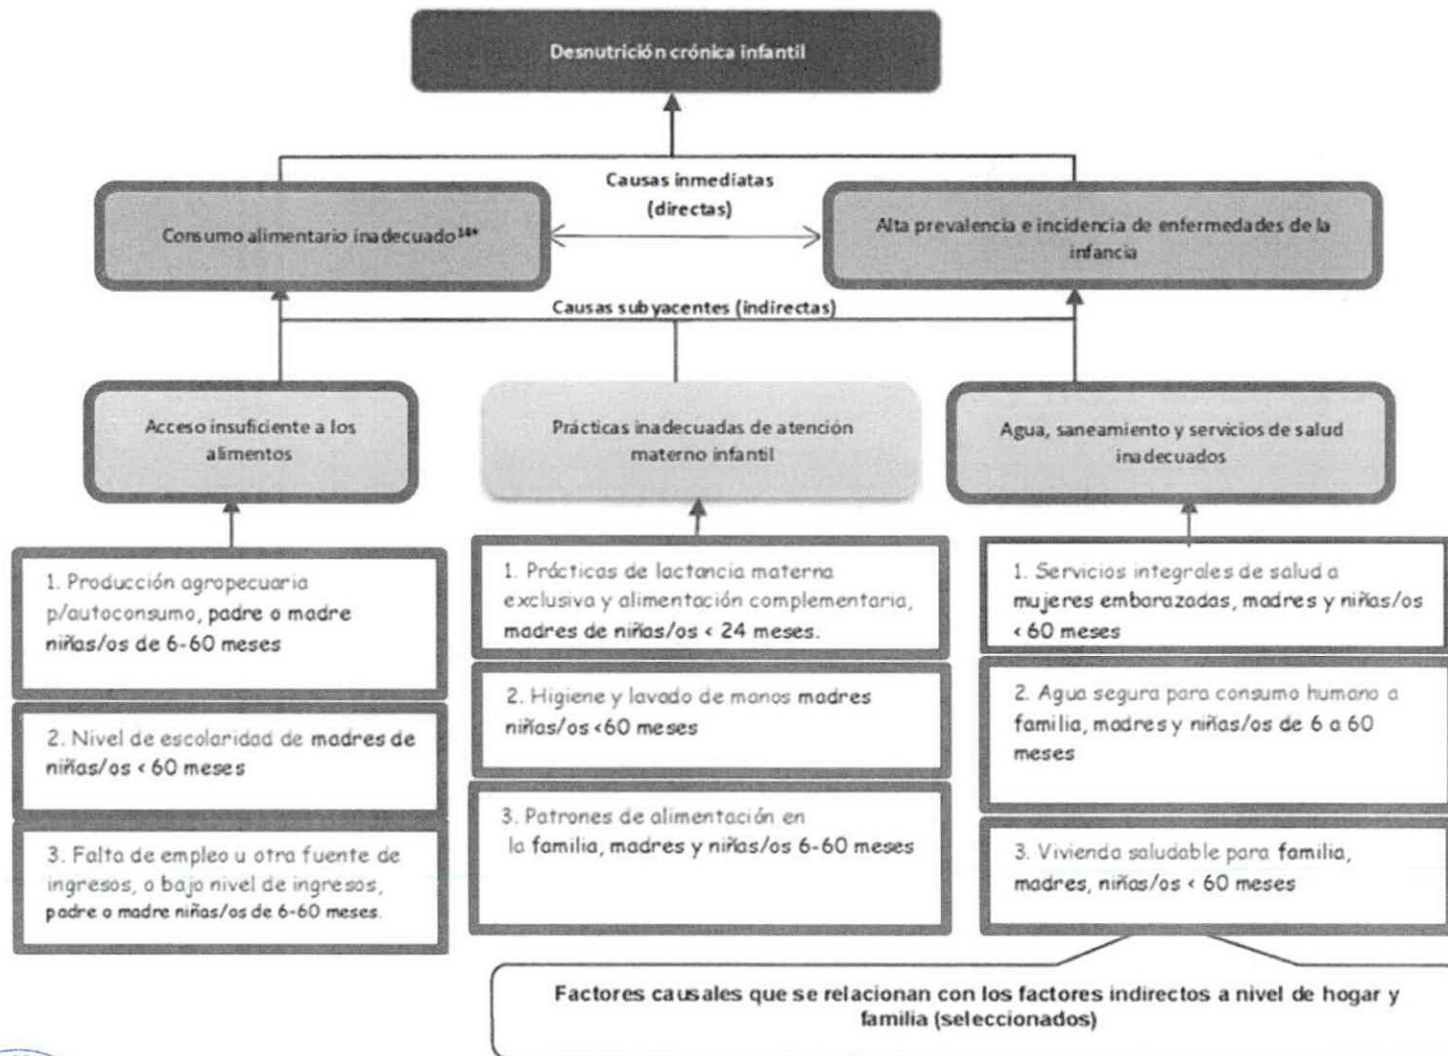 Desnutrición crónica infantil
Causas inmediatas
(directas)
Consumo alimentario inadecuado¹⁴*
Alta prevalencia e incidencia de enfermedades de la
infancia
Causas subyacentes (indirectas)
Acceso insuficiente a los
alimentos
Prácticas inadecuadas de atención
materno infantil
Agua, saneamiento y servicios de salud
inadecuados
1. Producción agropecuaria
p/autoconsumo, padre o madre
niñas/os de 6-60 meses
2. Nivel de escolaridad de madres de
niñas/os < 60 meses
3. Falta de empleo u otra fuente de
ingresos, o bajo nivel de ingresos,
padre o madre niñas/os de 6-60 meses.
1. Prácticas de lactancia materna
exclusiva y alimentación complementaria,
madres de niñas/os < 24 meses.
2. Higiene y lavado de manos madres
niñas/os <60 meses
3. Patrones de alimentación en
la familia, madres y niñas/os 6-60 meses
1. Servicios integrales de salud a
mujeres embarazadas, madres y niñas/os
< 60 meses
2. Agua segura para consumo humano a
familia, madres y niñas/os de 6 a 60
meses
3. Vivienda saludable para familia,
madres, niñas/os < 60 meses
Factores causales que se relacionan con los factores indirectos a nivel de hogar y
familia (seleccionados)